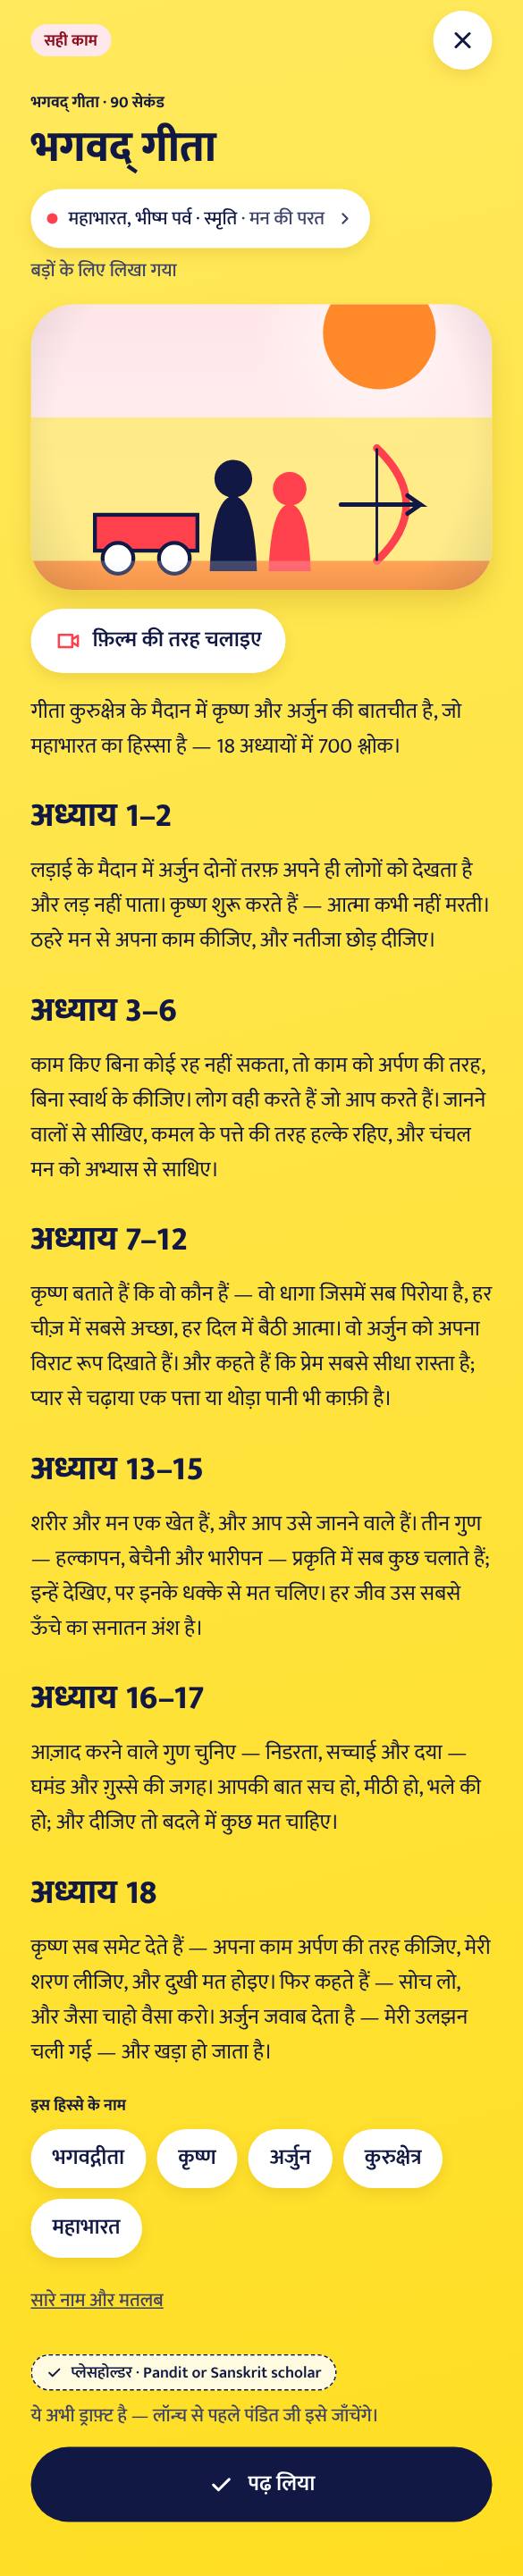 सही काम
भगवद् गीता · 90 सेकंड
भगवद् गीता
महाभारत, भीष्म पर्व · स्मृति · मन की परत
बड़ों के लिए लिखा गया
फ़िल्म की तरह चलाइए
गीता कुरुक्षेत्र के मैदान में कृष्ण और अर्जुन की बातचीत है, जो
महाभारत का हिस्सा है — 18 अध्यायों में 700 श्लोक।
अध्याय 1–2
लड़ाई के मैदान में अर्जुन दोनों तरफ़ अपने ही लोगों को देखता है
और लड़ नहीं पाता। कृष्ण शुरू करते हैं — आत्मा कभी नहीं मरती।
ठहरे मन से अपना काम कीजिए, और नतीजा छोड़ दीजिए।
अध्याय 3–6
काम किए बिना कोई रह नहीं सकता, तो काम को अर्पण की तरह,
बिना स्वार्थ के कीजिए। लोग वही करते हैं जो आप करते हैं। जानने
वालों से सीखिए, कमल के पत्ते की तरह हल्के रहिए, और चंचल
मन को अभ्यास से साधिए।
अध्याय 7–12
कृष्ण बताते हैं कि वो कौन हैं — वो धागा जिसमें सब पिरोया है, हर
चीज़ में सबसे अच्छा, हर दिल में बैठी आत्मा। वो अर्जुन को अपना
विराट रूप दिखाते हैं। और कहते हैं कि प्रेम सबसे सीधा रास्ता है;
प्यार से चढ़ाया एक पत्ता या थोड़ा पानी भी काफ़ी है।
अध्याय 13–15
शरीर और मन एक खेत हैं, और आप उसे जानने वाले हैं। तीन गुण
— हल्कापन, बेचैनी और भारीपन — प्रकृति में सब कुछ चलाते हैं;
इन्हें देखिए, पर इनके धक्के से मत चलिए। हर जीव उस सबसे
ऊँचे का सनातन अंश है।
अध्याय 16–17
आज़ाद करने वाले गुण चुनिए — निडरता, सच्चाई और दया —
घमंड और ग़ुस्से की जगह। आपकी बात सच हो, मीठी हो, भले की
हो; और दीजिए तो बदले में कुछ मत चाहिए।
अध्याय 18
कृष्ण सब समेट देते हैं — अपना काम अर्पण की तरह कीजिए, मेरी
शरण लीजिए, और दुखी मत होइए। फिर कहते हैं — सोच लो,
और जैसा चाहो वैसा करो। अर्जुन जवाब देता है — मेरी उलझन
चली गई — और खड़ा हो जाता है।
इस हिस्से के नाम
भगवद्गीता कृष्ण अर्जुन कुरुक्षेत्र
महाभारत
सारे नाम और मतलब
प्लेसहोल्डर · Pandit or Sanskrit scholar
ये अभी ड्राफ़्ट है — लॉन्च से पहले पंडित जी इसे जाँचेंगे।
पढ़ लिया